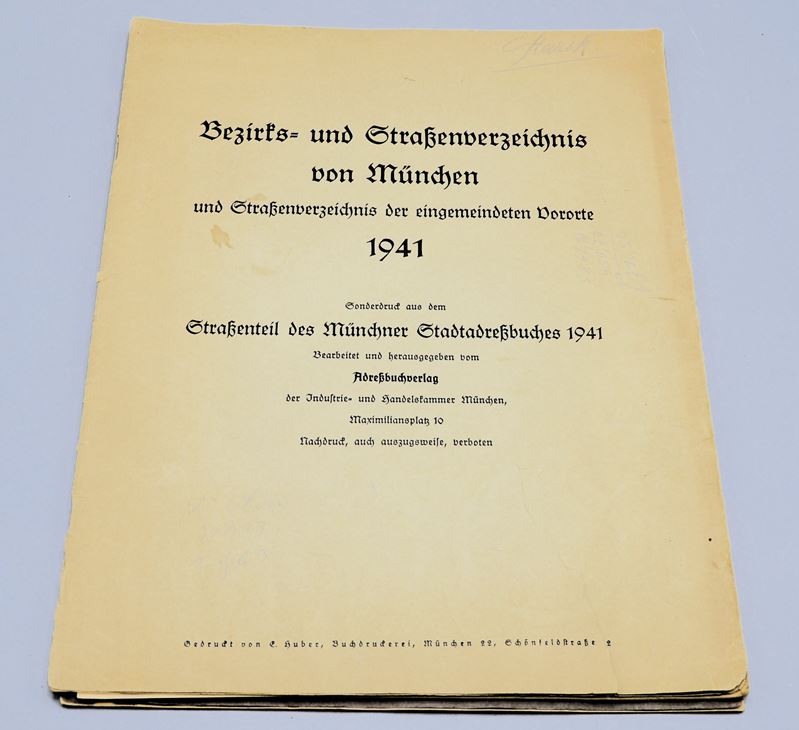 Bezirks- und Straßenverzeichnis
von München
und Straßenverzeichnis der eingemeindeten Vororte
1941
Sonderdruck aus dem
Straßenteil des Münchner Stadtadreßbuches 1941
Bearbeitet und herausgegeben vom
Adreßbuchverlag
der Industrie- und Handelskammer München,
Maximiliansplatz 10
Nachdruck, auch auszugsweise, verboten
Gedruckt von C. Huber, Buchdruckerei, München 22, Schönfeldstraße 2